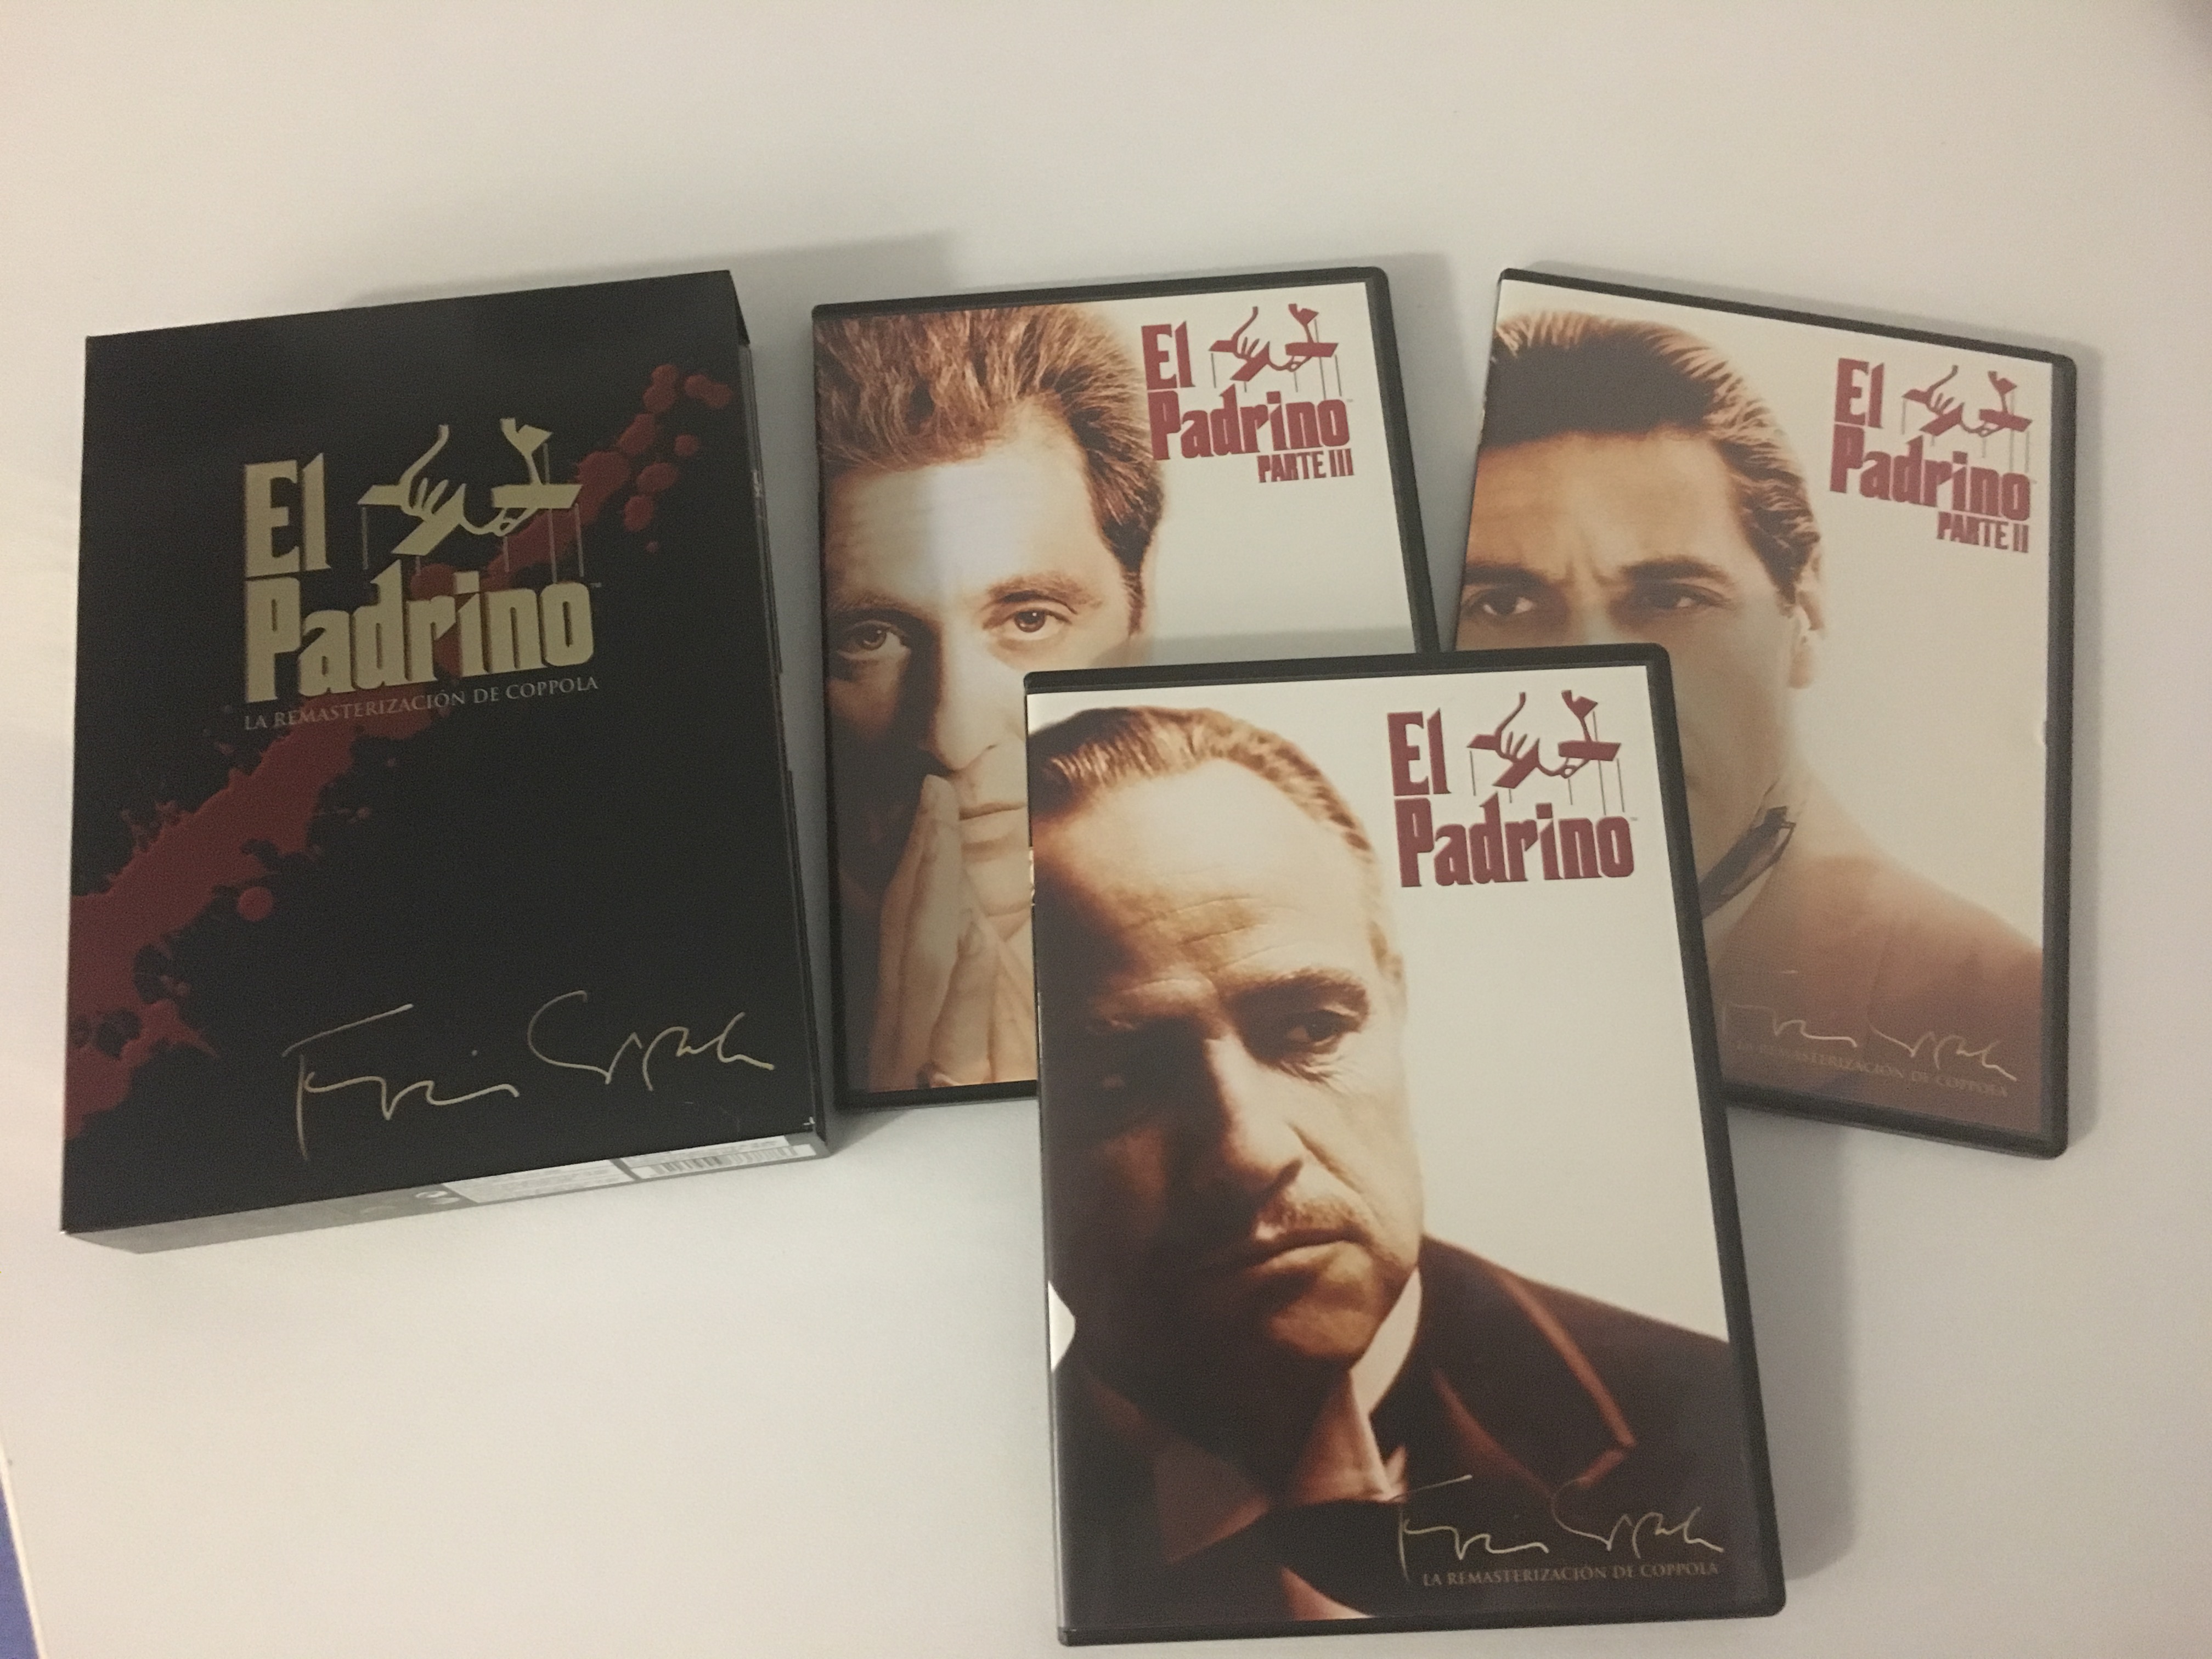 El
Padrino
LA REMASTERIZACIÓN DE COPPOLA
El
Padrino
PARTE III
El
Padrino
PARTE II
LA REMASTERIZACIÓN DE COPPOLA
El
Padrino
LA REMASTERIZACIÓN DE COPPOLA